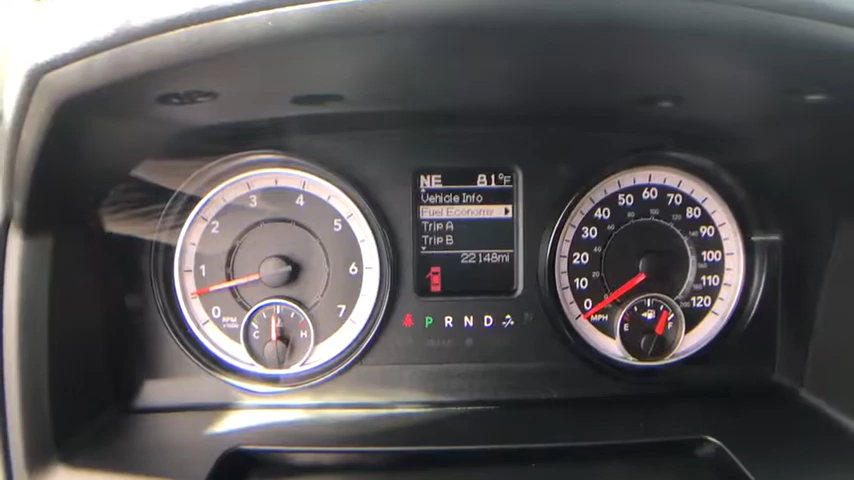 NE 81°F
Vehicle Info
Fuel Economy
Trip A
Trip B
22148mi
P R N D
0 1 2 3 4 5 6 7
RPM
x1000
C H
0 10 20 30 40 50 60 70 80 90 100 110 120
MPH
E F